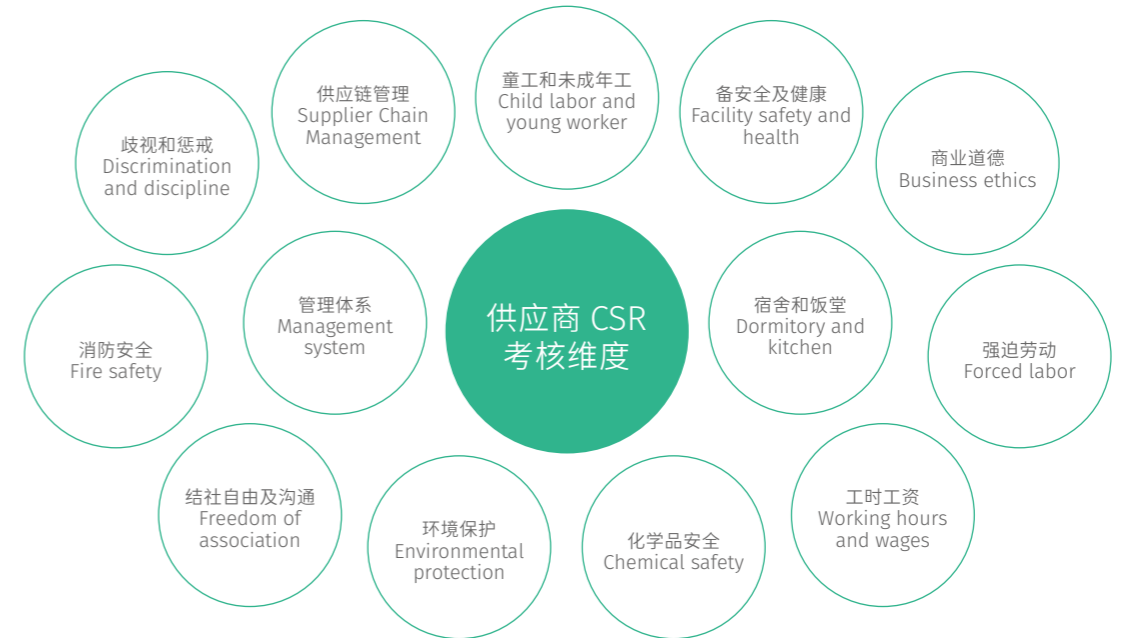 童工和未成年工
Child labor and
young worker
供应链管理
Supplier Chain
Management
备安全及健康
Facility safety and
health
歧视和惩戒
Discrimination
and discipline
商业道德
Business ethics
管理体系
Management
system
供应商 CSR
考核维度
宿舍和饭堂
Dormitory and
kitchen
消防安全
Fire safety
强迫劳动
Forced labor
结社自由及沟通
Freedom of
association
环境保护
Environmental
protection
化学品安全
Chemical safety
工时工资
Working hours
and wages